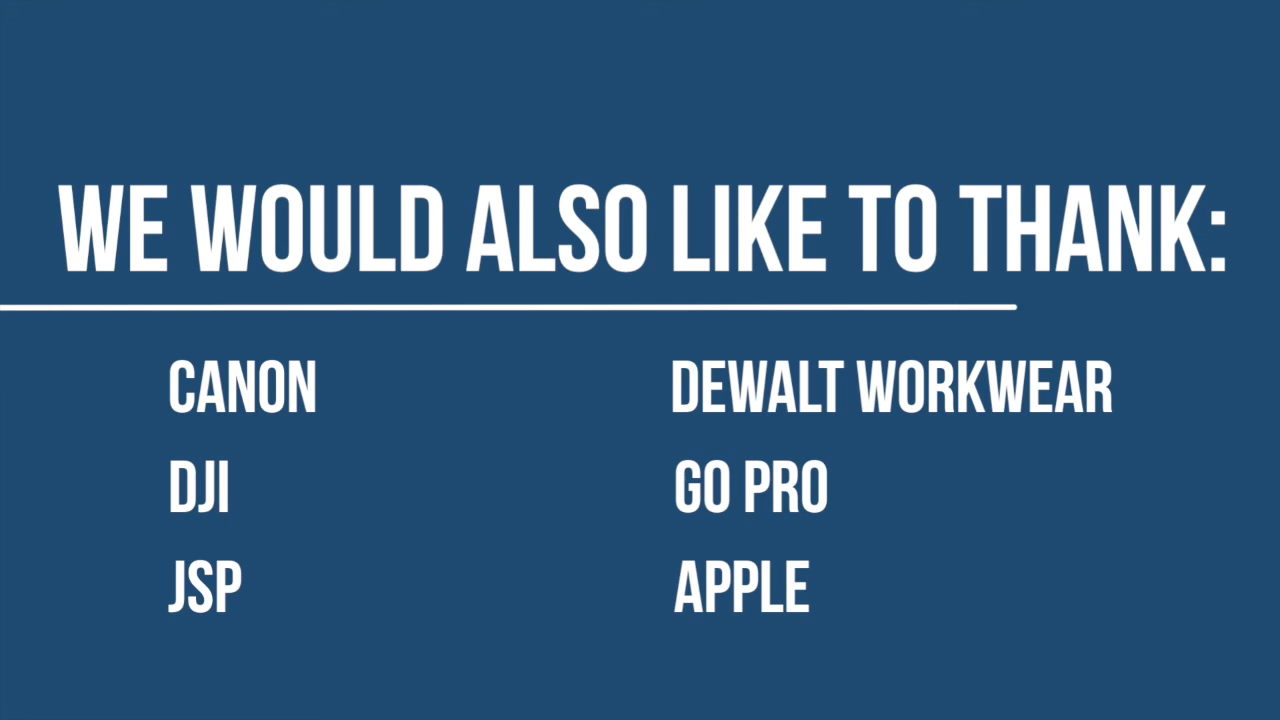 WE WOULD ALSO LIKE TO THANK:
CANON
DJI
JSP
DEWALT WORKWEAR
GO PRO
APPLE